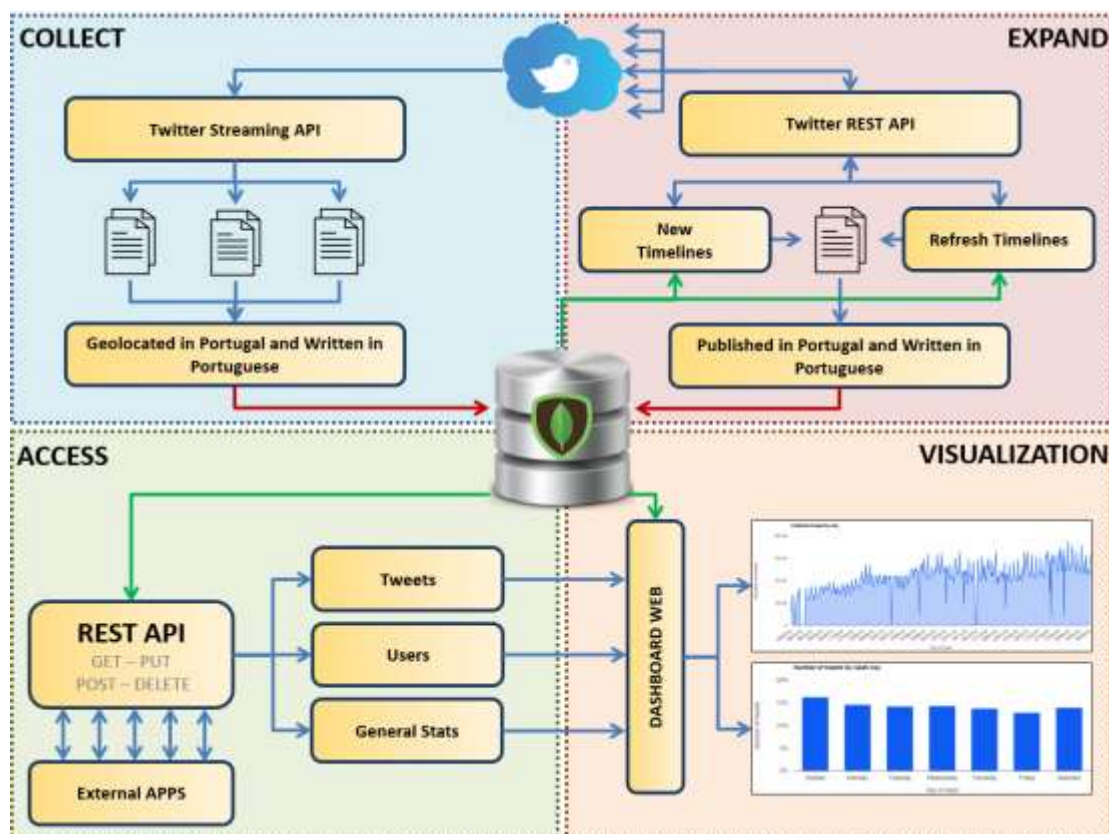 COLLECT
EXPAND
Twitter Streaming API
Twitter REST API
New
Timelines
Refresh Timelines
Geolocated in Portugal and Written in
Portuguese
Published in Portugal and Written in
Portuguese
ACCESS
VISUALIZATION
Tweets
REST API
GET – PUT
POST – DELETE
Users
General Stats
External APPS
DASHBOARD WEB